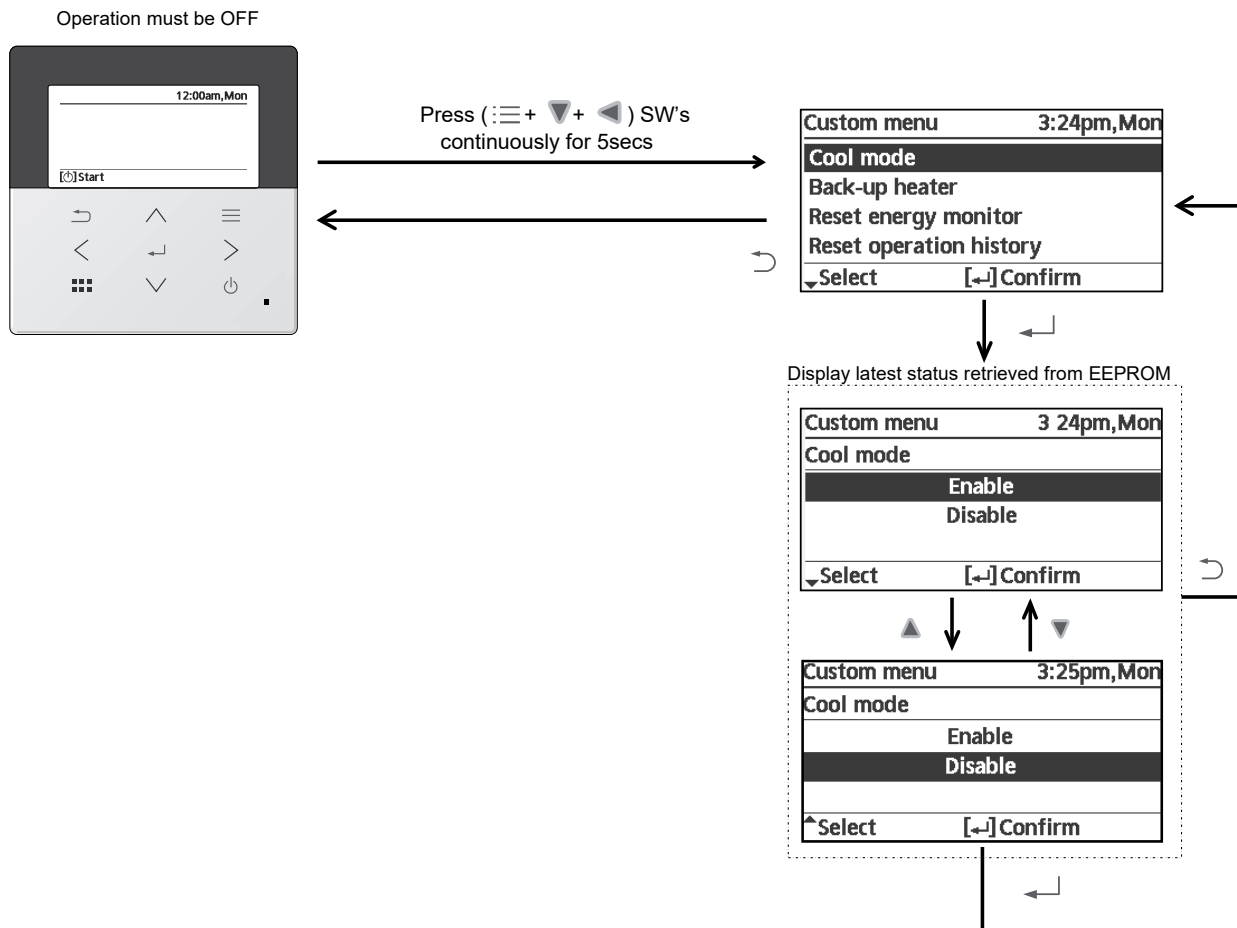 Operation must be OFF
12:00am,Mon
[⏻]Start
Press ( + ▼+ ◀ ) SW's
continuously for 5secs
Custom menu 3:24pm,Mon
Cool mode
Back-up heater
Reset energy monitor
Reset operation history
Select [↵]Confirm
Display latest status retrieved from EEPROM
Custom menu 3 24pm,Mon
Cool mode
Enable
Disable
Select [↵]Confirm
Custom menu 3:25pm,Mon
Cool mode
Enable
Disable
Select [↵]Confirm